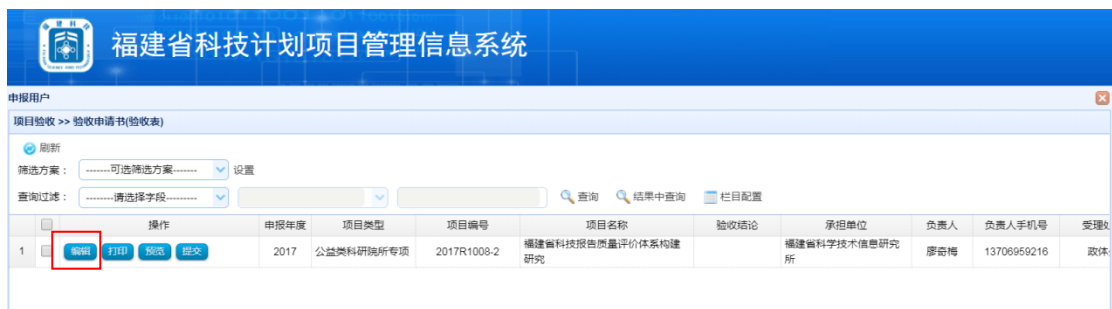 福建省科技计划项目管理信息系统
申报用户
项目验收 >> 验收申请书(验收表)
刷新
筛选方案： -------可选筛选方案------- 设置
查询过滤： --------请选择字段--------- 查询 结果中查询 栏目配置
操作 申报年度 项目类型 项目编号 项目名称 验收结论 承担单位 负责人 负责人手机号 受理处
1 编辑 打印 预览 提交 2017 公益类科研院所专项 2017R1008-2 福建省科技报告质量评价体系构建 福建省科学技术信息研究 廖奇梅 13706959216 政体
研究 所